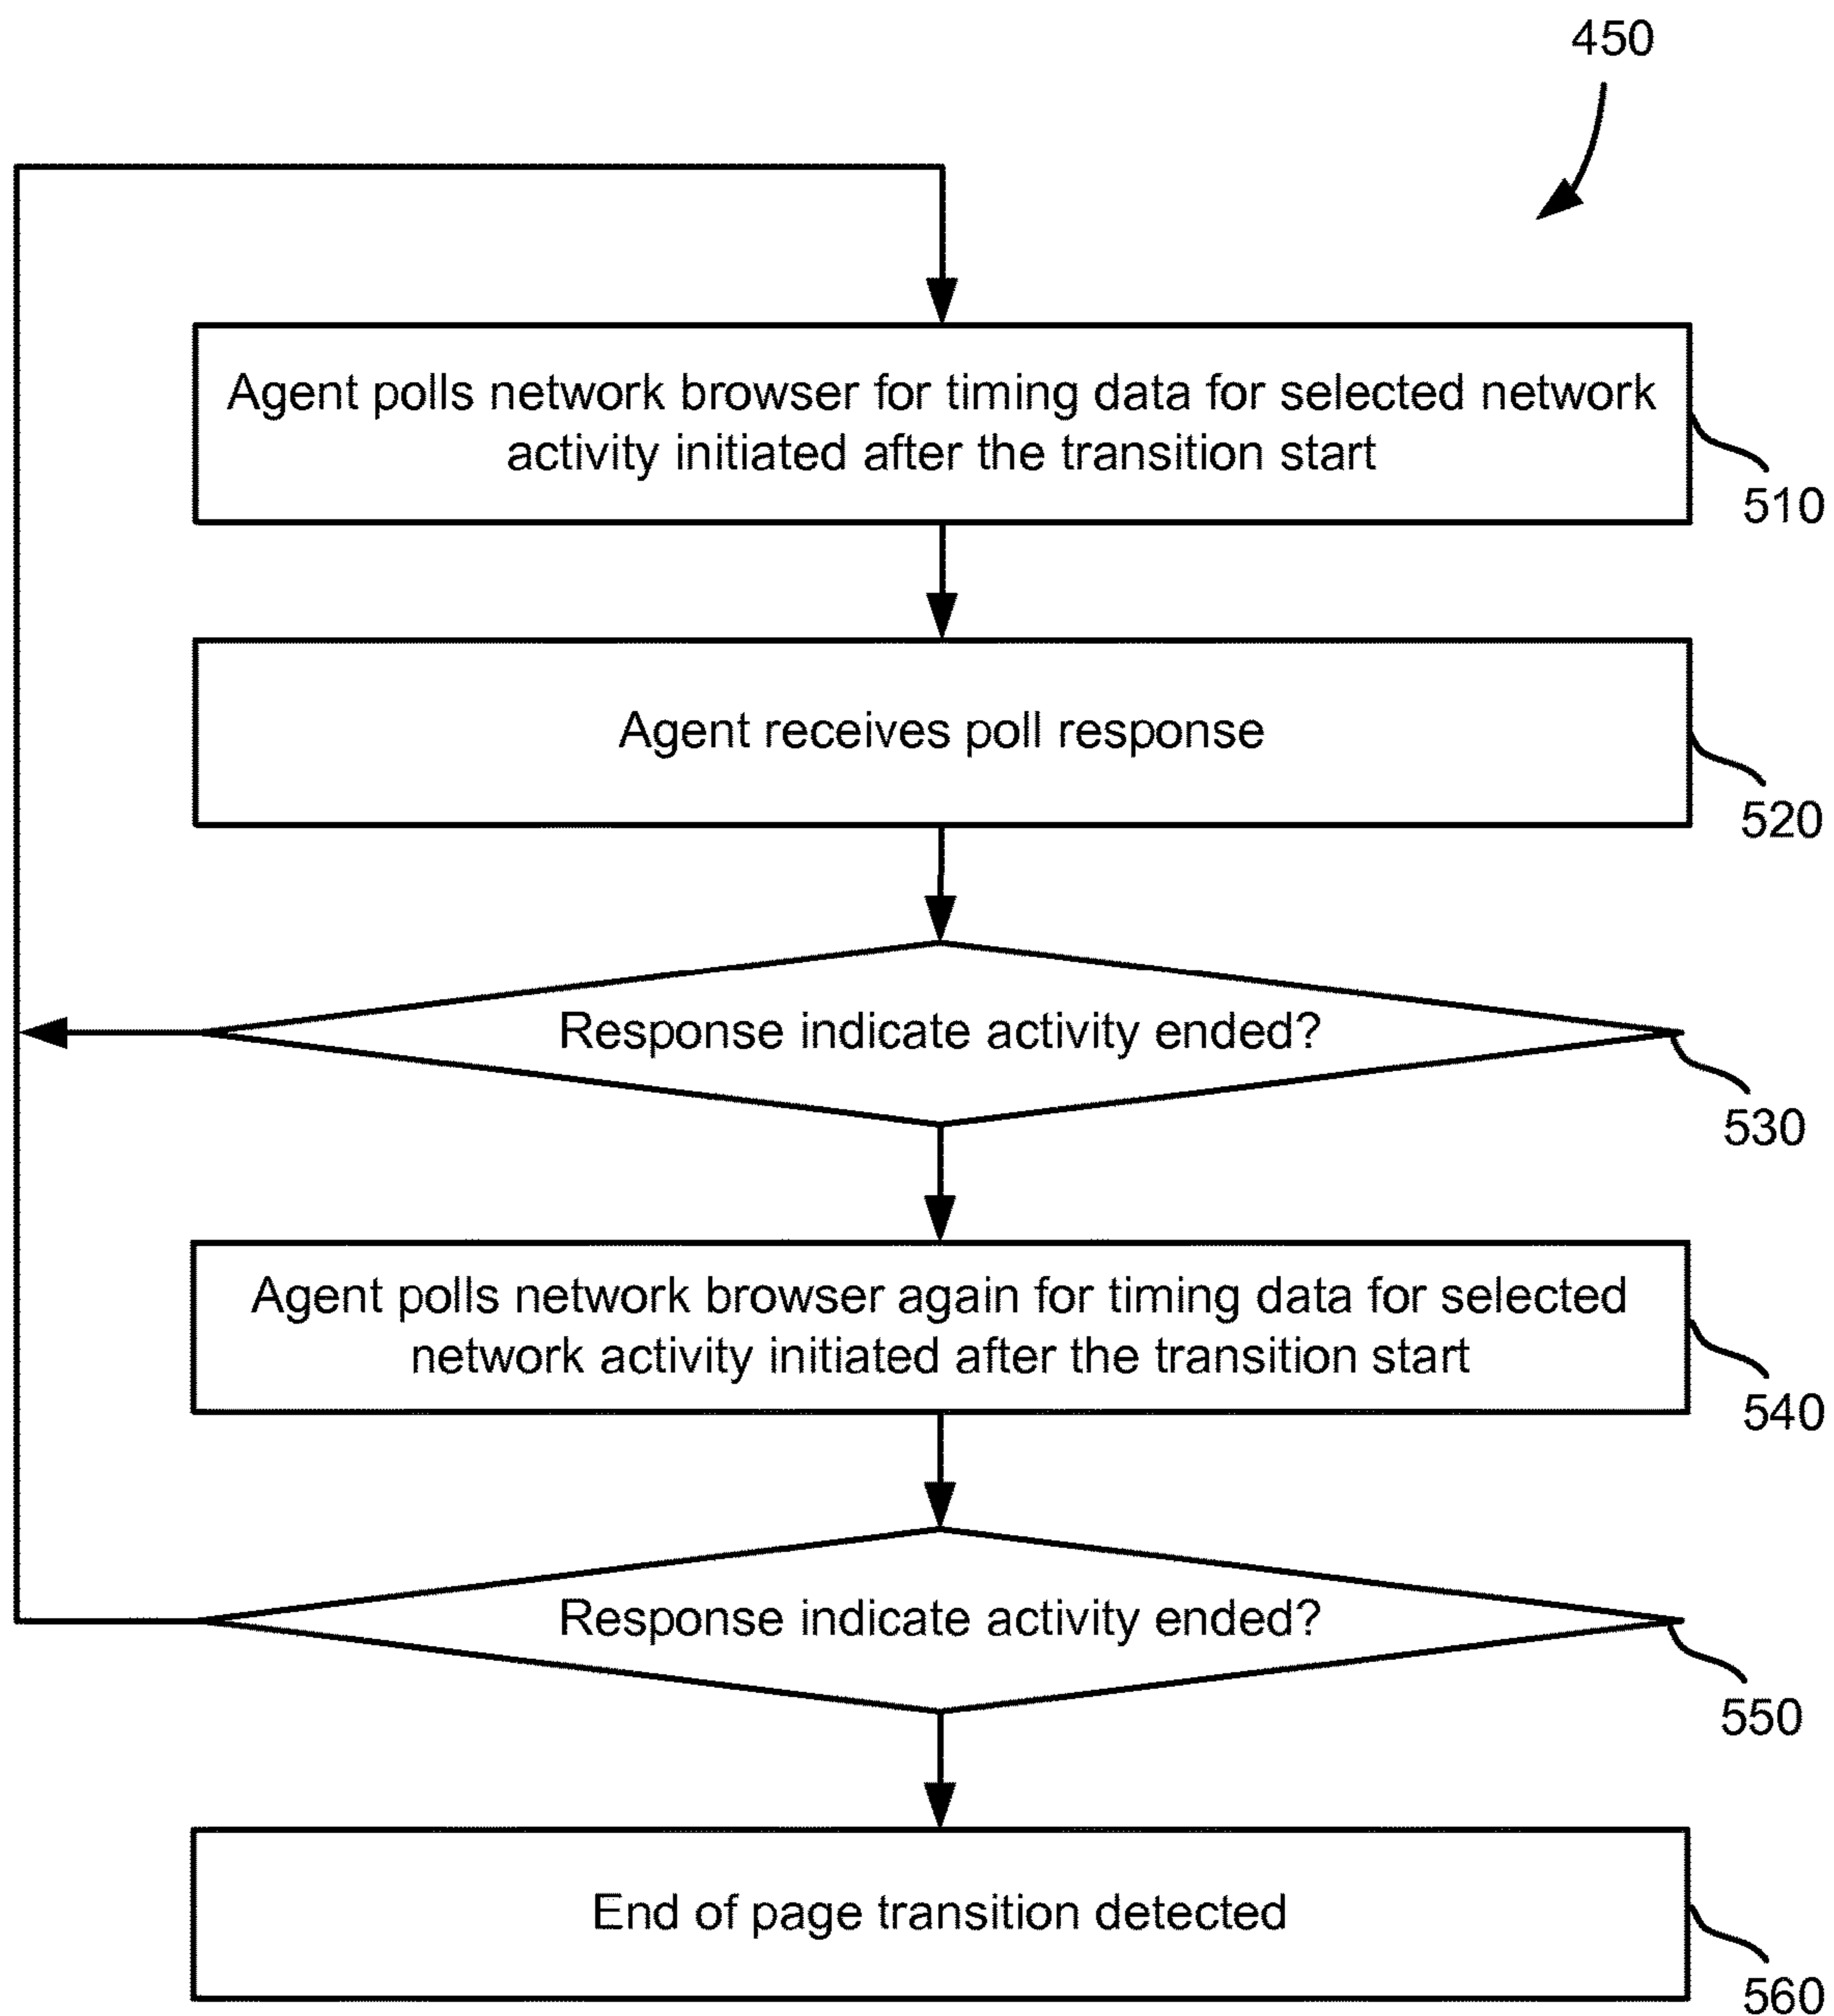 450
Agent polls network browser for timing data for selected network
activity initiated after the transition start
510
Agent receives poll response
520
Response indicate activity ended?
530
Agent polls network browser again for timing data for selected
network activity initiated after the transition start
540
Response indicate activity ended?
550
End of page transition detected
560